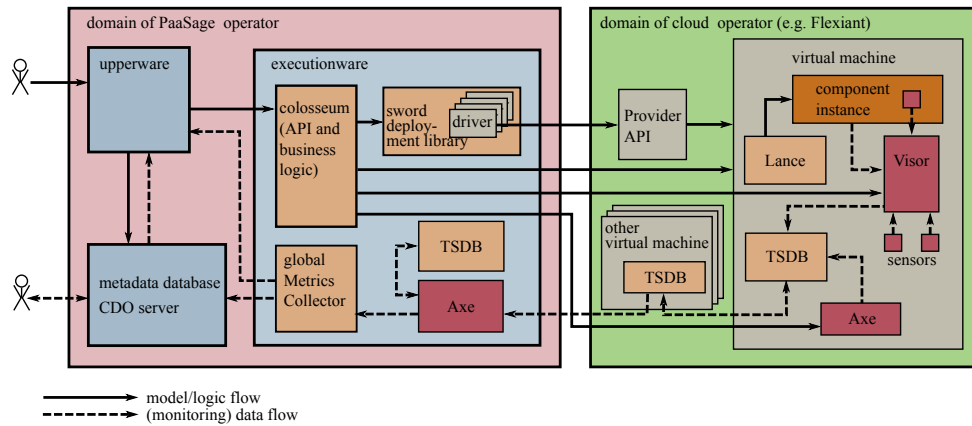 domain of PaaSage operator
upperware
executionware
colosseum
(API and
business
logic)
sword
deploy-
ment library
driver
metadata database
CDO server
global
Metrics
Collector
TSDB
Axe
domain of cloud operator (e.g. Flexiant)
Provider
API
virtual machine
component
instance
Lance
Visor
sensors
other
virtual machine
TSDB
TSDB
Axe
model/logic flow
(monitoring) data flow